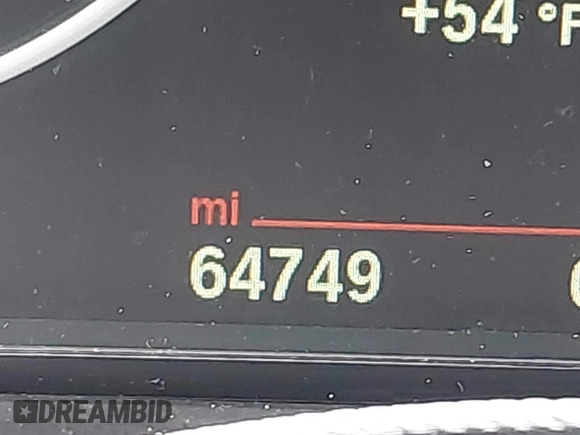 +54 °F
mi
64749
DREAMBID